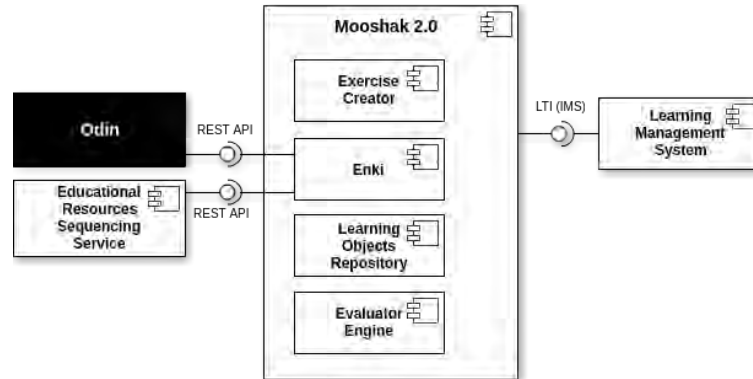 Mooshak 2.0
Exercise
Creator
Odin
REST API
Enki
Educational
Resources
Sequencing
Service
REST API
Learning
Objects
Repository
Evaluator
Engine
LTI (IMS)
Learning
Management
System